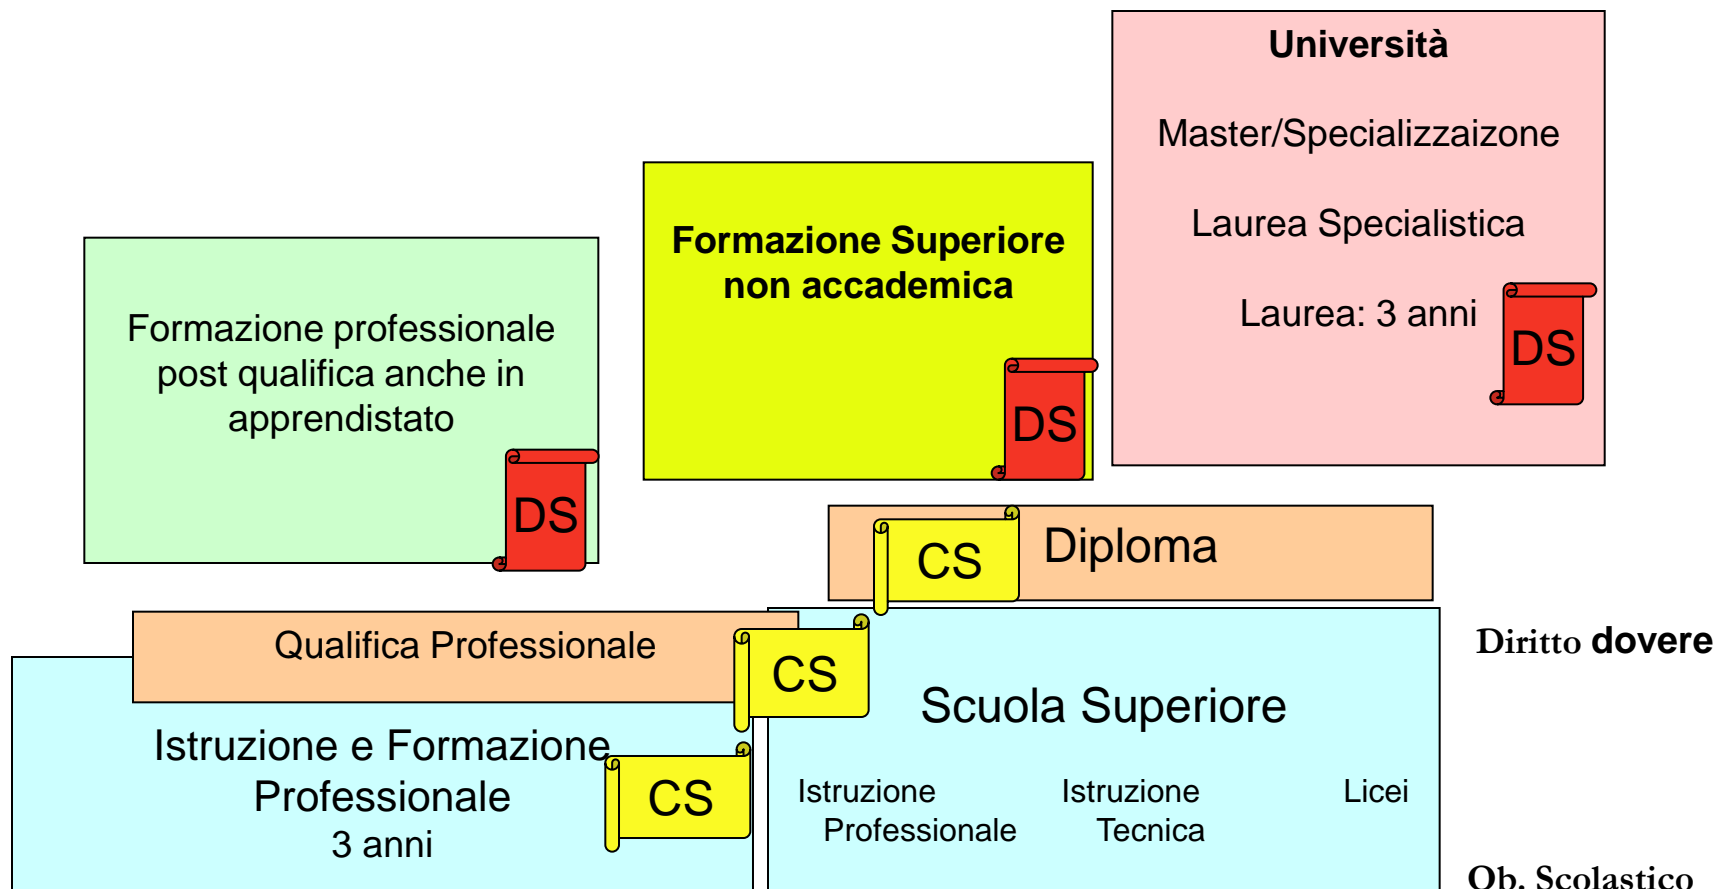 Università
Master/Specializzaizone
Laurea Specialistica
Laurea: 3 anni
DS
Formazione Superiore
non accademica
DS
Formazione professionale
post qualifica anche in
apprendistato
DS
CS
Diploma
Qualifica Professionale
CS
Diritto dovere
Scuola Superiore
Istruzione e Formazione
Professionale
3 anni
CS
Istruzione
Professionale
Istruzione
Tecnica
Licei
Ob. Scolastico